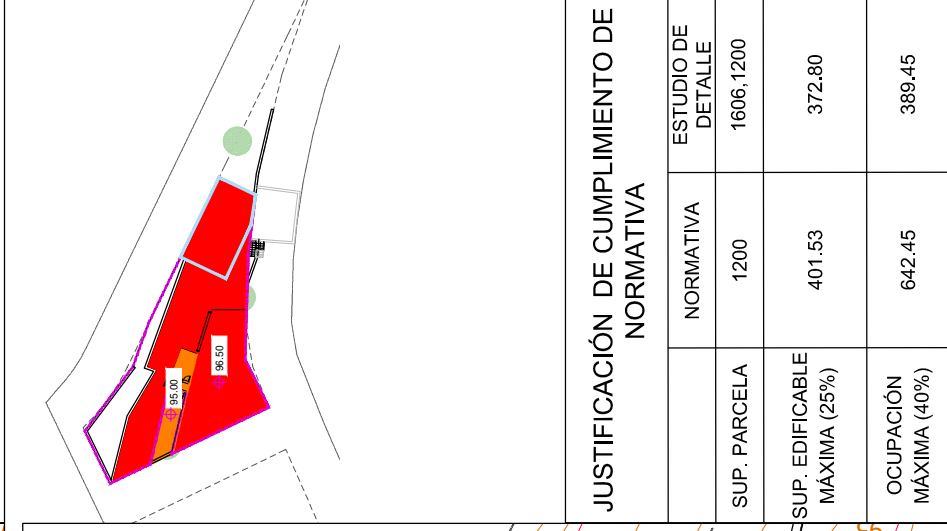 95.00
96.50
JUSTIFICACIÓN DE CUMPLIMIENTO DE
NORMATIVA
NORMATIVA
ESTUDIO DE
DETALLE
SUP. PARCELA
1200
1606,1200
SUP. EDIFICABLE
MÁXIMA (25%)
401.53
372.80
OCUPACIÓN
MÁXIMA (40%)
642.45
389.45